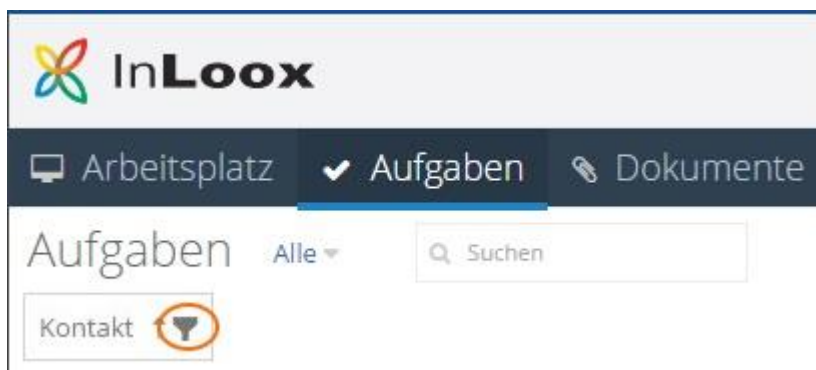 InLoox
Arbeitsplatz Aufgaben Dokumente
Aufgaben Alle Suchen
Kontakt